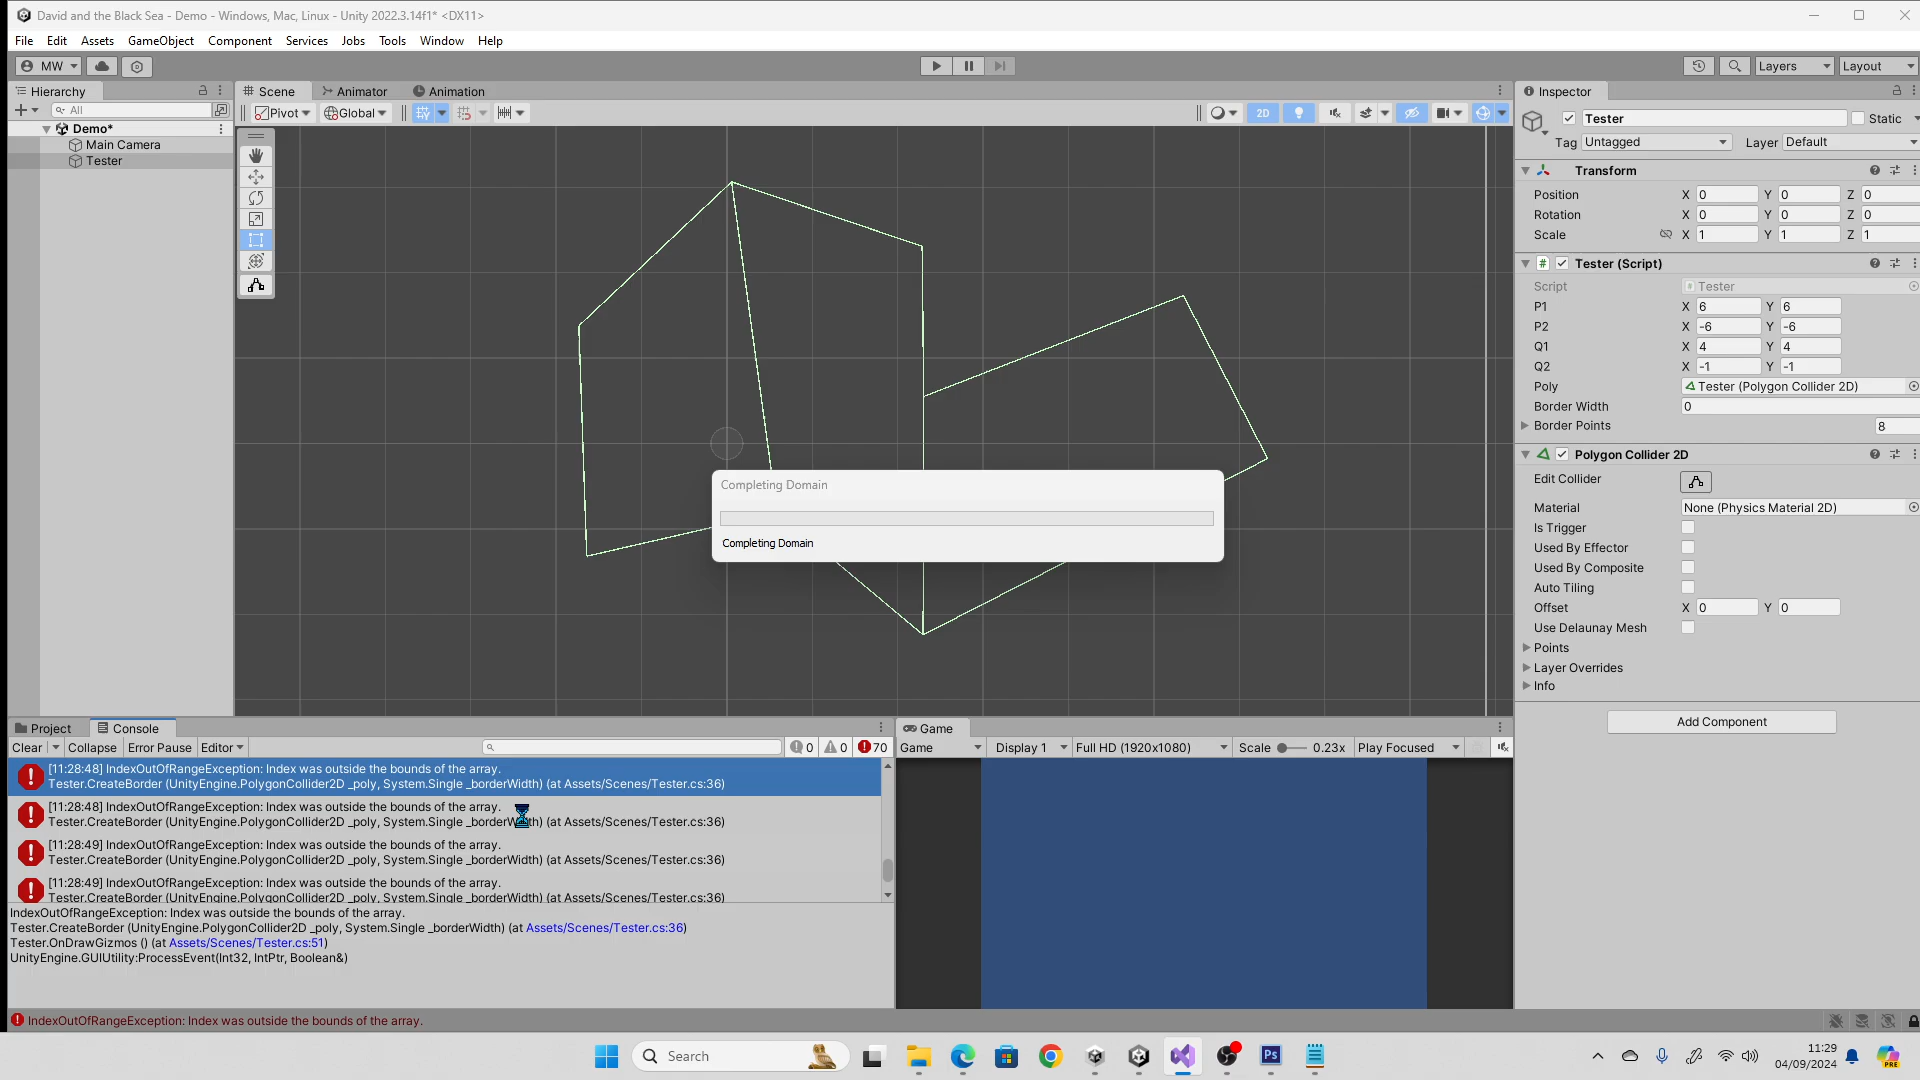 David and the Black Sea - Demo - Windows, Mac, Linux - Unity 2022.3.14f1* <DX11>
File Edit Assets GameObject Component Services Jobs Tools Window Help
MW
Layers Layout
Hierarchy
All
Demo*
Main Camera
Tester
Scene Animator Animation
Pivot Global
2D
Inspector
Tester Static
Tag Untagged Layer Default
Transform
Position X 0 Y 0 Z 0
Rotation X 0 Y 0 Z 0
Scale X 1 Y 1 Z 1
# Tester (Script)
Script # Tester
P1 X 6 Y 6
P2 X -6 Y -6
Q1 X 4 Y 4
Q2 X -1 Y -1
Poly Tester (Polygon Collider 2D)
Border Width 0
Border Points 8
Polygon Collider 2D
Edit Collider
Material None (Physics Material 2D)
Is Trigger
Used By Effector
Used By Composite
Auto Tiling
Offset X 0 Y 0
Use Delaunay Mesh
Points
Layer Overrides
Info
Add Component
Completing Domain
Completing Domain
Project Console
Clear Collapse Error Pause Editor 0 0 70
[11:28:48] IndexOutOfRangeException: Index was outside the bounds of the array.
Tester.CreateBorder (UnityEngine.PolygonCollider2D _poly, System.Single _borderWidth) (at Assets/Scenes/Tester.cs:36)
[11:28:48] IndexOutOfRangeException: Index was outside the bounds of the array.
Tester.CreateBorder (UnityEngine.PolygonCollider2D _poly, System.Single _borderWidth) (at Assets/Scenes/Tester.cs:36)
[11:28:49] IndexOutOfRangeException: Index was outside the bounds of the array.
Tester.CreateBorder (UnityEngine.PolygonCollider2D _poly, System.Single _borderWidth) (at Assets/Scenes/Tester.cs:36)
[11:28:49] IndexOutOfRangeException: Index was outside the bounds of the array.
Tester.CreateBorder (UnityEngine.PolygonCollider2D _poly, System.Single _borderWidth) (at Assets/Scenes/Tester.cs:36)
IndexOutOfRangeException: Index was outside the bounds of the array.
Tester.CreateBorder (UnityEngine.PolygonCollider2D _poly, System.Single _borderWidth) (at Assets/Scenes/Tester.cs:36)
Tester.OnDrawGizmos () (at Assets/Scenes/Tester.cs:51)
UnityEngine.GUIUtility:ProcessEvent(Int32, IntPtr, Boolean&)
Game
Game Display 1 Full HD (1920x1080) Scale 0.23x Play Focused
IndexOutOfRangeException: Index was outside the bounds of the array.
Search
Ps
11:29
04/09/2024
PRE